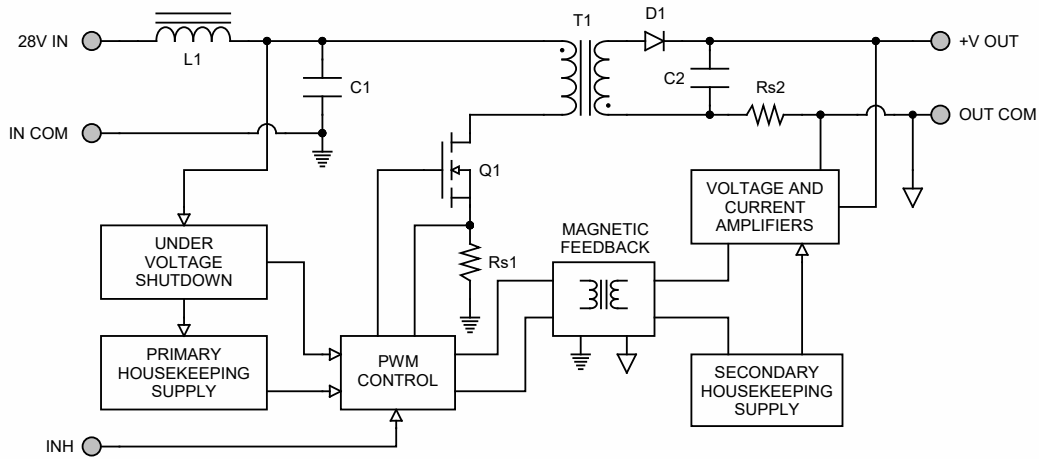 28V IN
L1
C1
IN COM
T1
D1
C2
Rs2
+V OUT
OUT COM
Q1
Rs1
UNDER
VOLTAGE
SHUTDOWN
PRIMARY
HOUSEKEEPING
SUPPLY
INH
PWM
CONTROL
MAGNETIC
FEEDBACK
VOLTAGE AND
CURRENT
AMPLIFIERS
SECONDARY
HOUSEKEEPING
SUPPLY